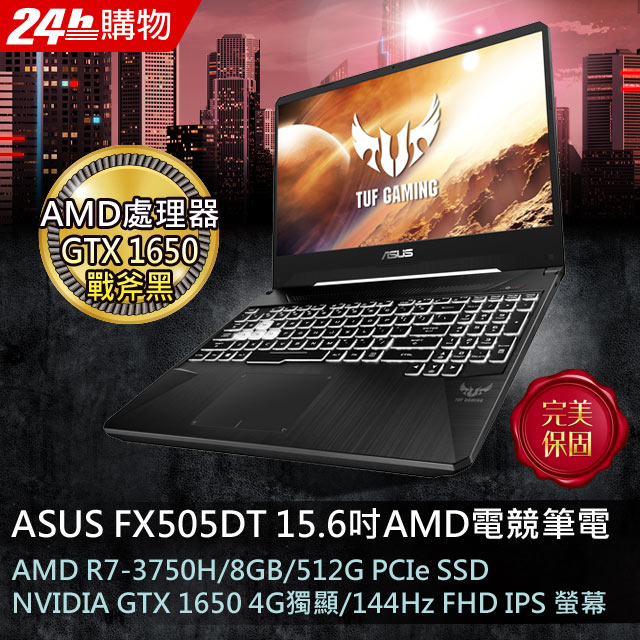 24h購物
TUF GAMING
ASUS
AMD處理器
GTX 1650
戰斧黑
TUF GAMING
完美
保固
ASUS FX505DT 15.6吋AMD電競筆電
AMD R7-3750H/8GB/512G PCIe SSD
NVIDIA GTX 1650 4G獨顯/144Hz FHD IPS 螢幕